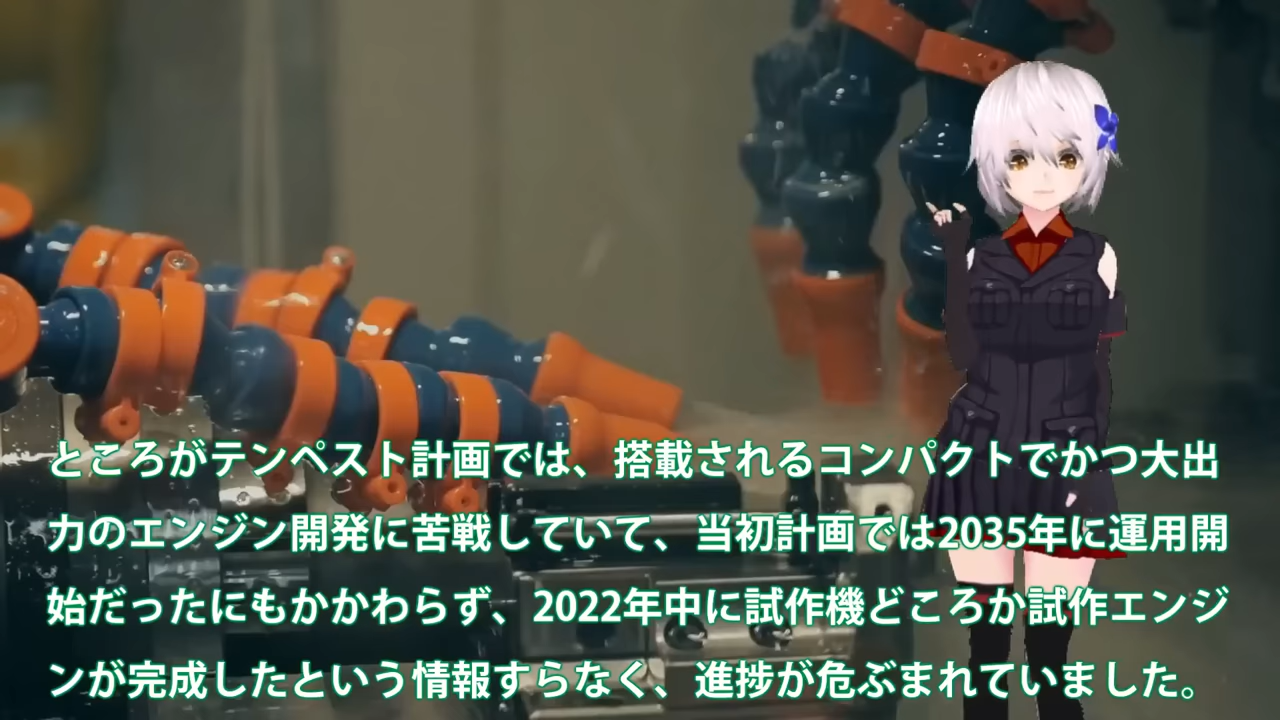 ところがテンペスト計画では、搭載されるコンパクトでかつ大出
力のエンジン開発に苦戦していて、当初計画では2035年に運用開
始だったにもかかわらず、2022年中に試作機どころか試作エンジ
ンが完成したという情報すらなく、進捗が危ぶまれていました。